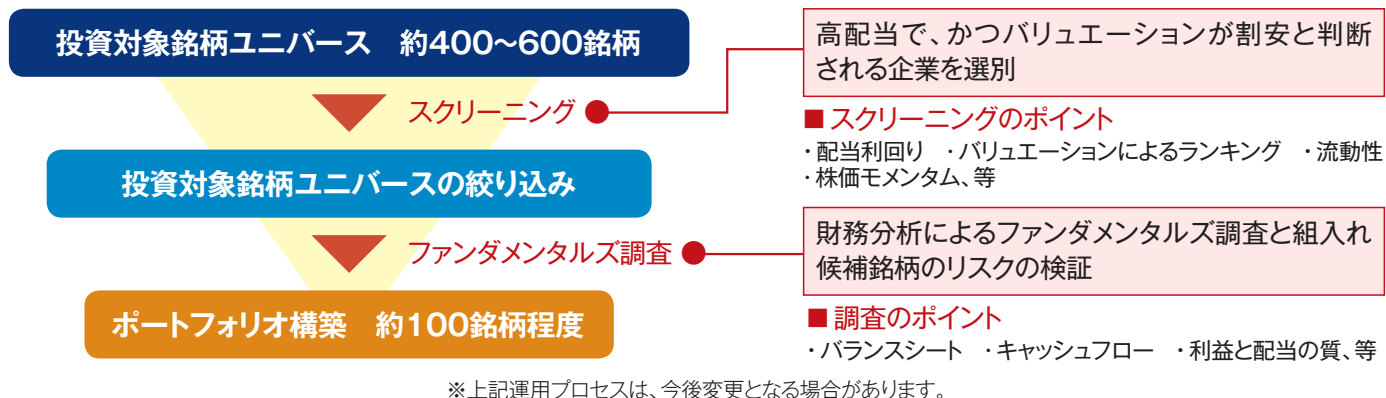 投資対象銘柄ユニバース　約400～600銘柄
スクリーニング
高配当で、かつバリュエーションが割安と判断
される企業を選別
■ スクリーニングのポイント
・配当利回り　・バリュエーションによるランキング　・流動性
・株価モメンタム、等
投資対象銘柄ユニバースの絞り込み
ファンダメンタルズ調査
財務分析によるファンダメンタルズ調査と組入れ
候補銘柄のリスクの検証
■ 調査のポイント
・バランスシート　・キャッシュフロー　・利益と配当の質、等
ポートフォリオ構築　約100銘柄程度
※上記運用プロセスは、今後変更となる場合があります。